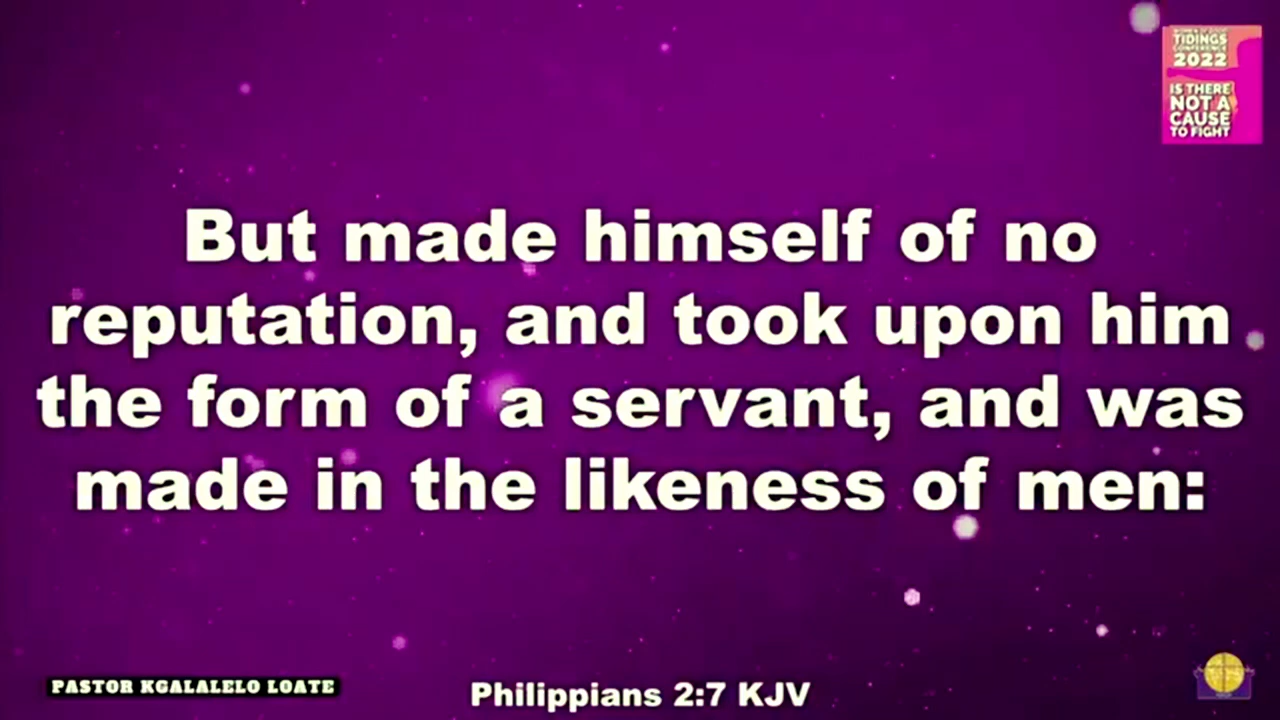 TIDINGS
CONFERENCE
2022
IS THERE
NOT A
CAUSE
TO FIGHT
But made himself of no
reputation, and took upon him
the form of a servant, and was
made in the likeness of men:
PASTOR KGALALELO LOATE
Philippians 2:7 KJV